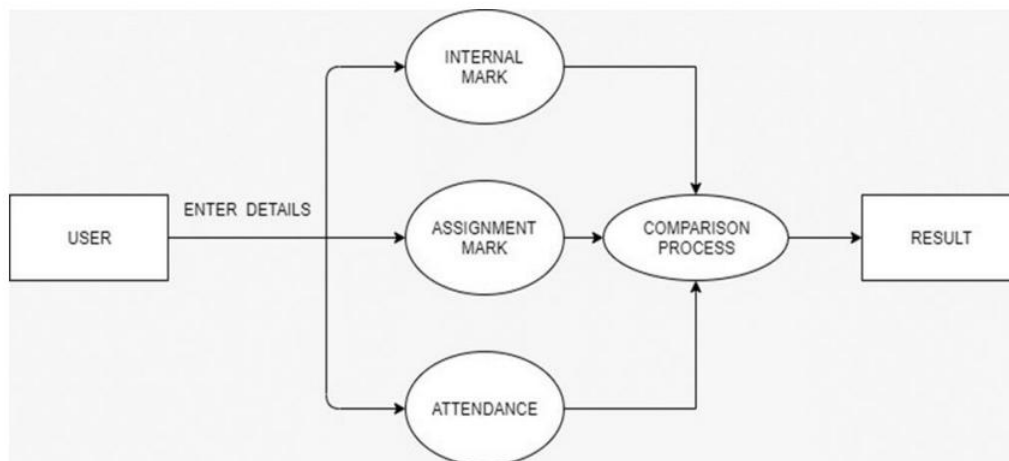 INTERNAL
MARK
ENTER DETAILS
USER
ASSIGNMENT
MARK
COMPARISON
PROCESS
RESULT
ATTENDANCE